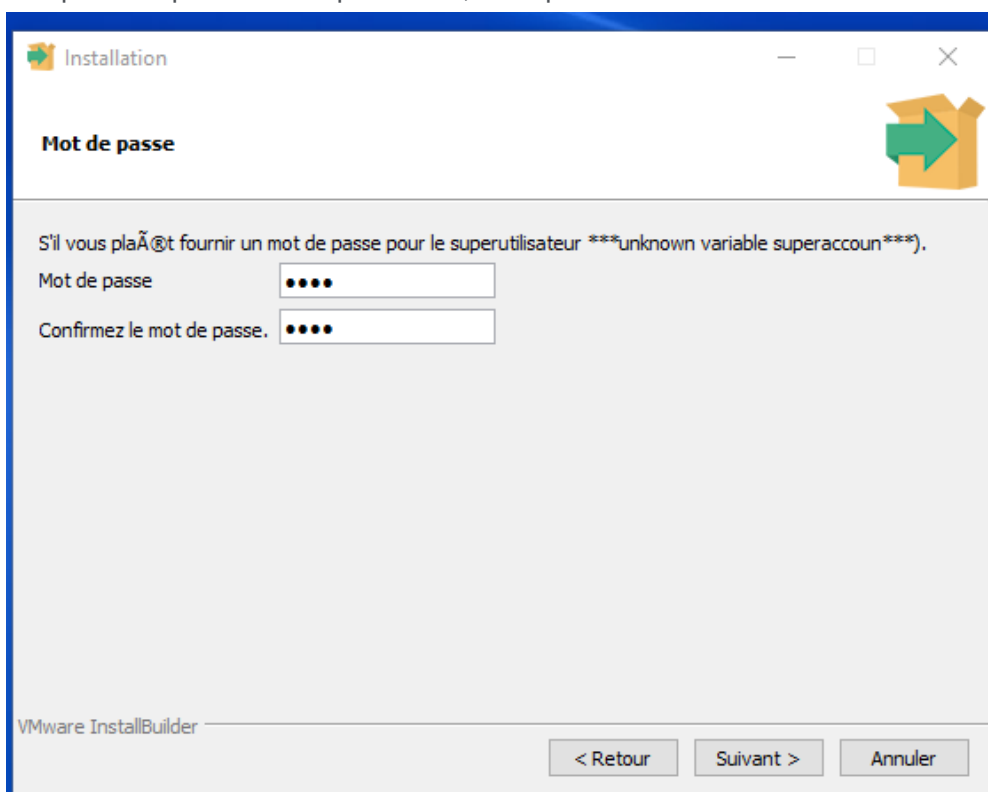 Installation
Mot de passe
S'il vous plaÃ®t fournir un mot de passe pour le superutilisateur ***unknown variable superaccoun***).
Mot de passe ••••
Confirmez le mot de passe. ••••
VMware InstallBuilder
< Retour Suivant > Annuler